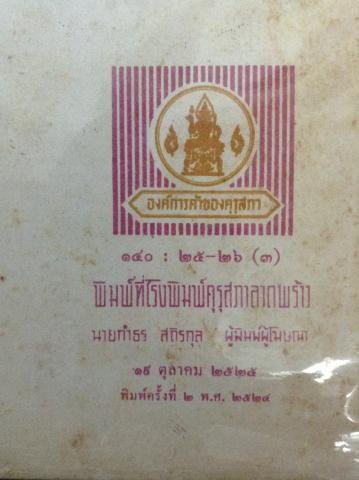 องค์การค้าของคุรุสภา
๑๔๐ : ๒๕-๒๖ (๓)
พิมพ์ที่โรงพิมพ์คุรุสภาลาดพร้าว
นายกำธร สถิรกุล ผู้พิมพ์ผู้โฆษณา
๑๙ ตุลาคม ๒๕๒๕
พิมพ์ครั้งที่ ๒ พ.ศ. ๒๕๒๔